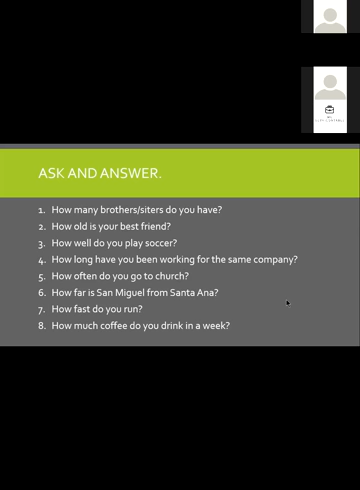 ASK AND ANSWER.
1. How many brothers/siters do you have?
2. How old is your best friend?
3. How well do you play soccer?
4. How long have you been working for the same company?
5. How often do you go to church?
6. How far is San Miguel from Santa Ana?
7. How fast do you run?
8. How much coffee do you drink in a week?